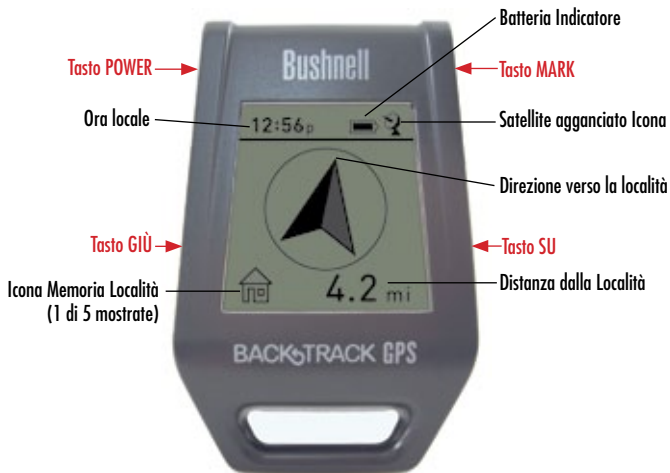 Batteria Indicatore
Tasto POWER
Bushnell
Tasto MARK
Ora locale
12:56p
Satellite agganciato Icona
Direzione verso la località
Tasto GIÙ
Tasto SU
Icona Memoria Località
(1 di 5 mostrate)
4.2 mi
Distanza dalla Località
BACKTRACK GPS